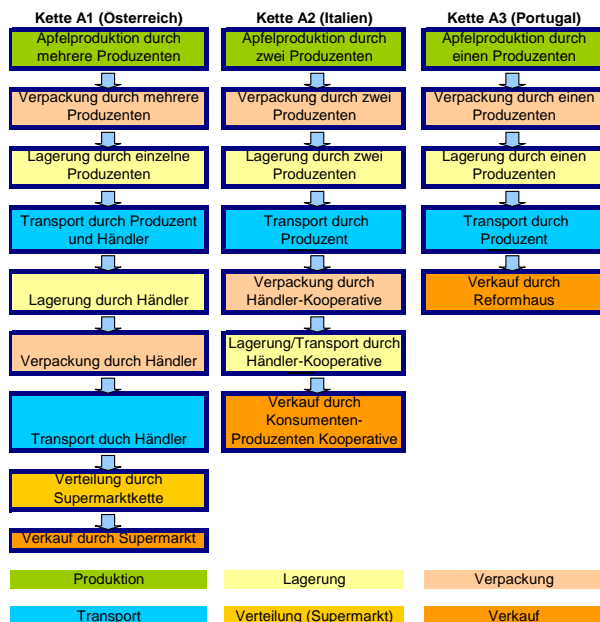 Kette A1 (Österreich)
Apfelproduktion durch
mehrere Produzenten
Verpackung durch mehrere
Produzenten
Lagerung durch einzelne
Produzenten
Transport durch Produzent
und Händler
Lagerung durch Händler
Verpackung durch Händler
Transport duch Händler
Verteilung durch
Supermarktkette
Verkauf durch Supermarkt
Kette A2 (Italien)
Apfelproduktion durch
zwei Produzenten
Verpackung durch zwei
Produzenten
Lagerung durch zwei
Produzenten
Transport durch
Produzent
Verpackung durch
Händler-Kooperative
Lagerung/Transport durch
Händler-Kooperative
Verkauf durch
Konsumenten-
Produzenten Kooperative
Kette A3 (Portugal)
Apfelproduktion durch
einen Produzenten
Verpackung durch einen
Produzenten
Lagerung durch einen
Produzenten
Transport durch
Produzent
Verkauf durch
Reformhaus
Produktion
Lagerung
Verpackung
Transport
Verteilung (Supermarkt)
Verkauf